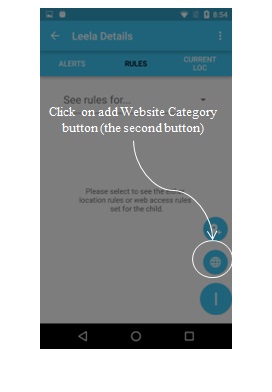 8:54
Leela Details
ALERTS
RULES
CURRENT
LOC
See rules for...
Click on add Website Category
button (the second button)
Please select to see the
location rules or web access rules
set for the child.